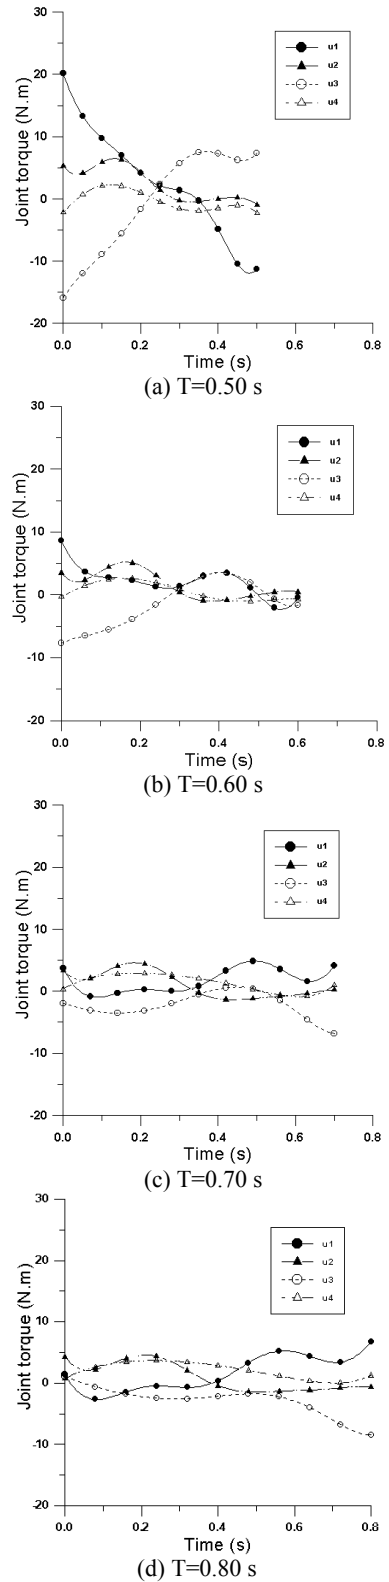 30
20
10
0
-10
-20
Joint torque (N.m)
u1
u2
u3
u4
0.0 0.2 0.4 0.6 0.8
Time (s)
(a) T=0.50 s
30
20
10
0
-10
-20
Joint torque (N.m)
u1
u2
u3
u4
0.0 0.2 0.4 0.6 0.8
Time (s)
(b) T=0.60 s
30
20
10
0
-10
-20
Joint torque (N.m)
u1
u2
u3
u4
0.0 0.2 0.4 0.6 0.8
Time (s)
(c) T=0.70 s
30
20
10
0
-10
-20
Joint torque (N.m)
u1
u2
u3
u4
0.0 0.2 0.4 0.6 0.8
Time (s)
(d) T=0.80 s